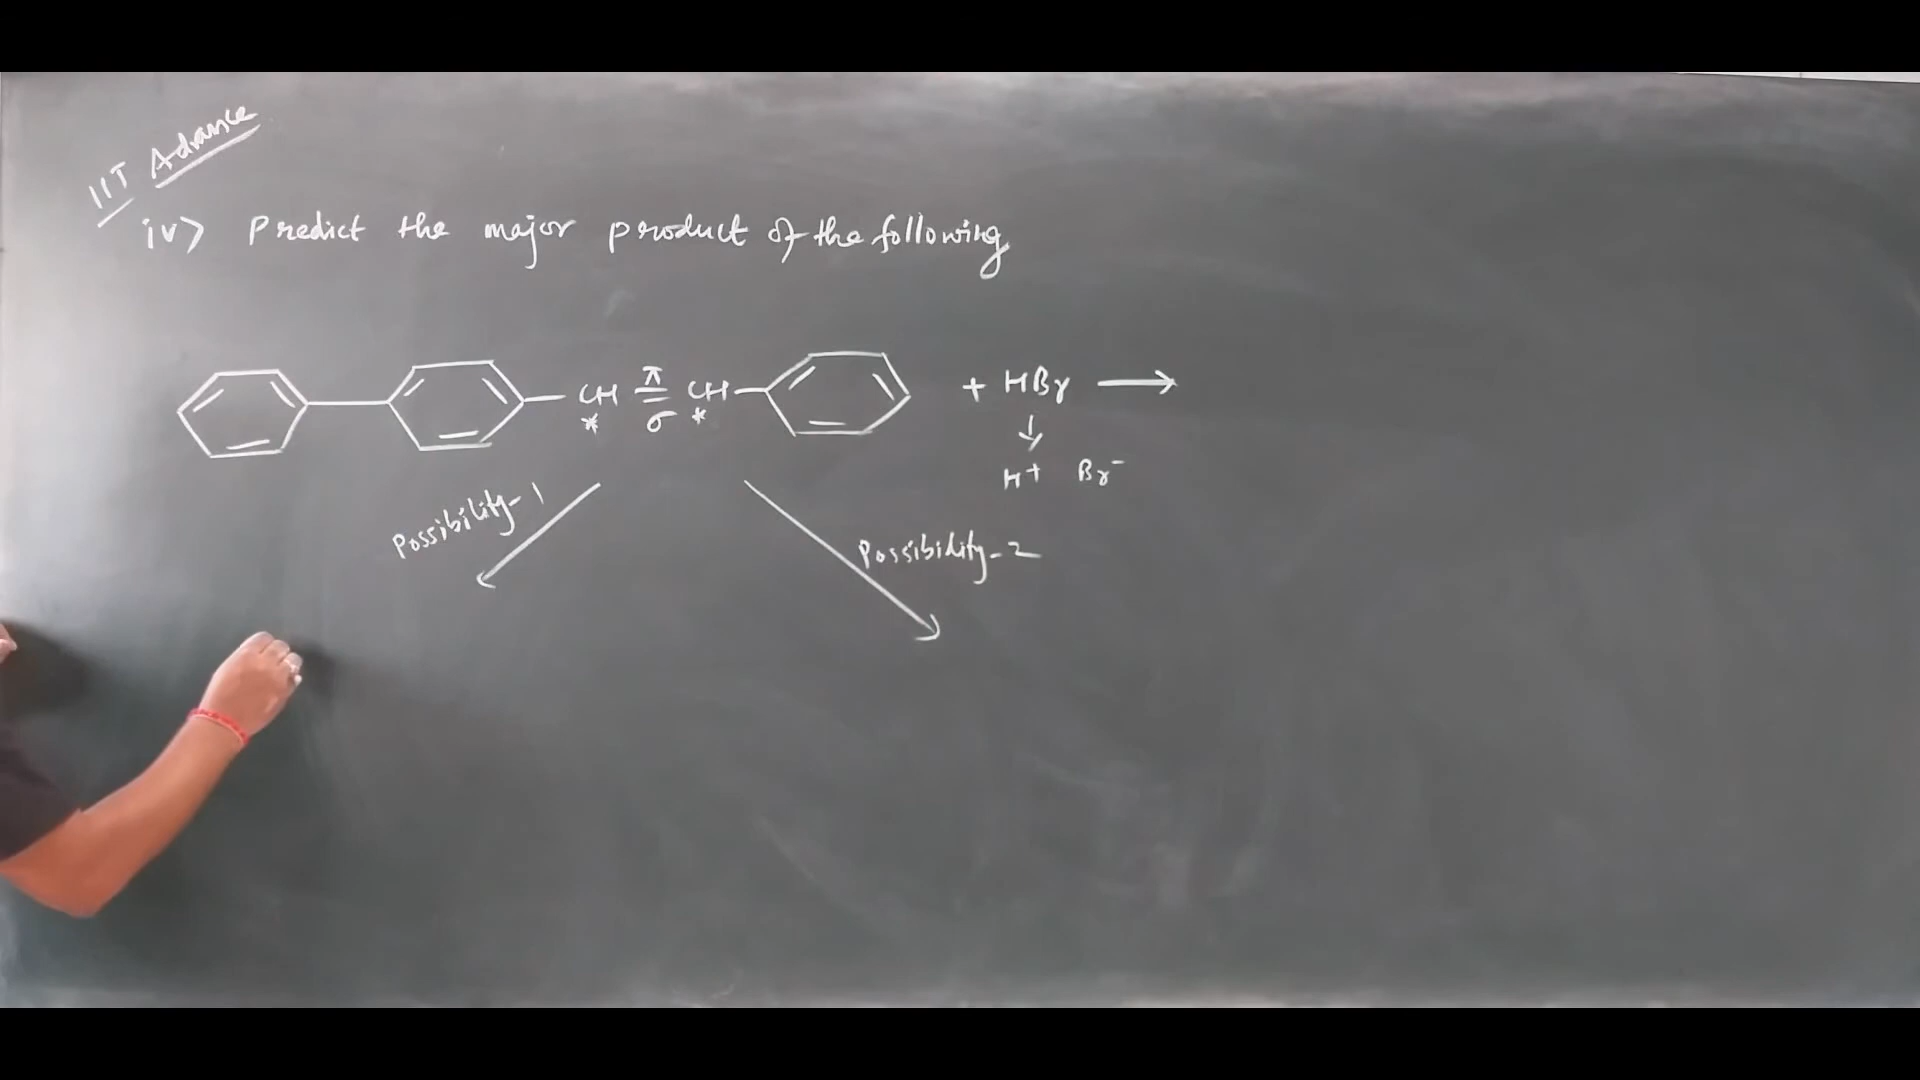 IIT Advance
iv> Predict the major product of the following
CH π σ CH + HBr →
* *
↓
H+ Br-
Possibility-1
Possibility-2